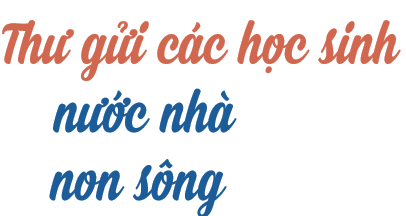 Thư gửi các học sinh
nước nhà
non sông